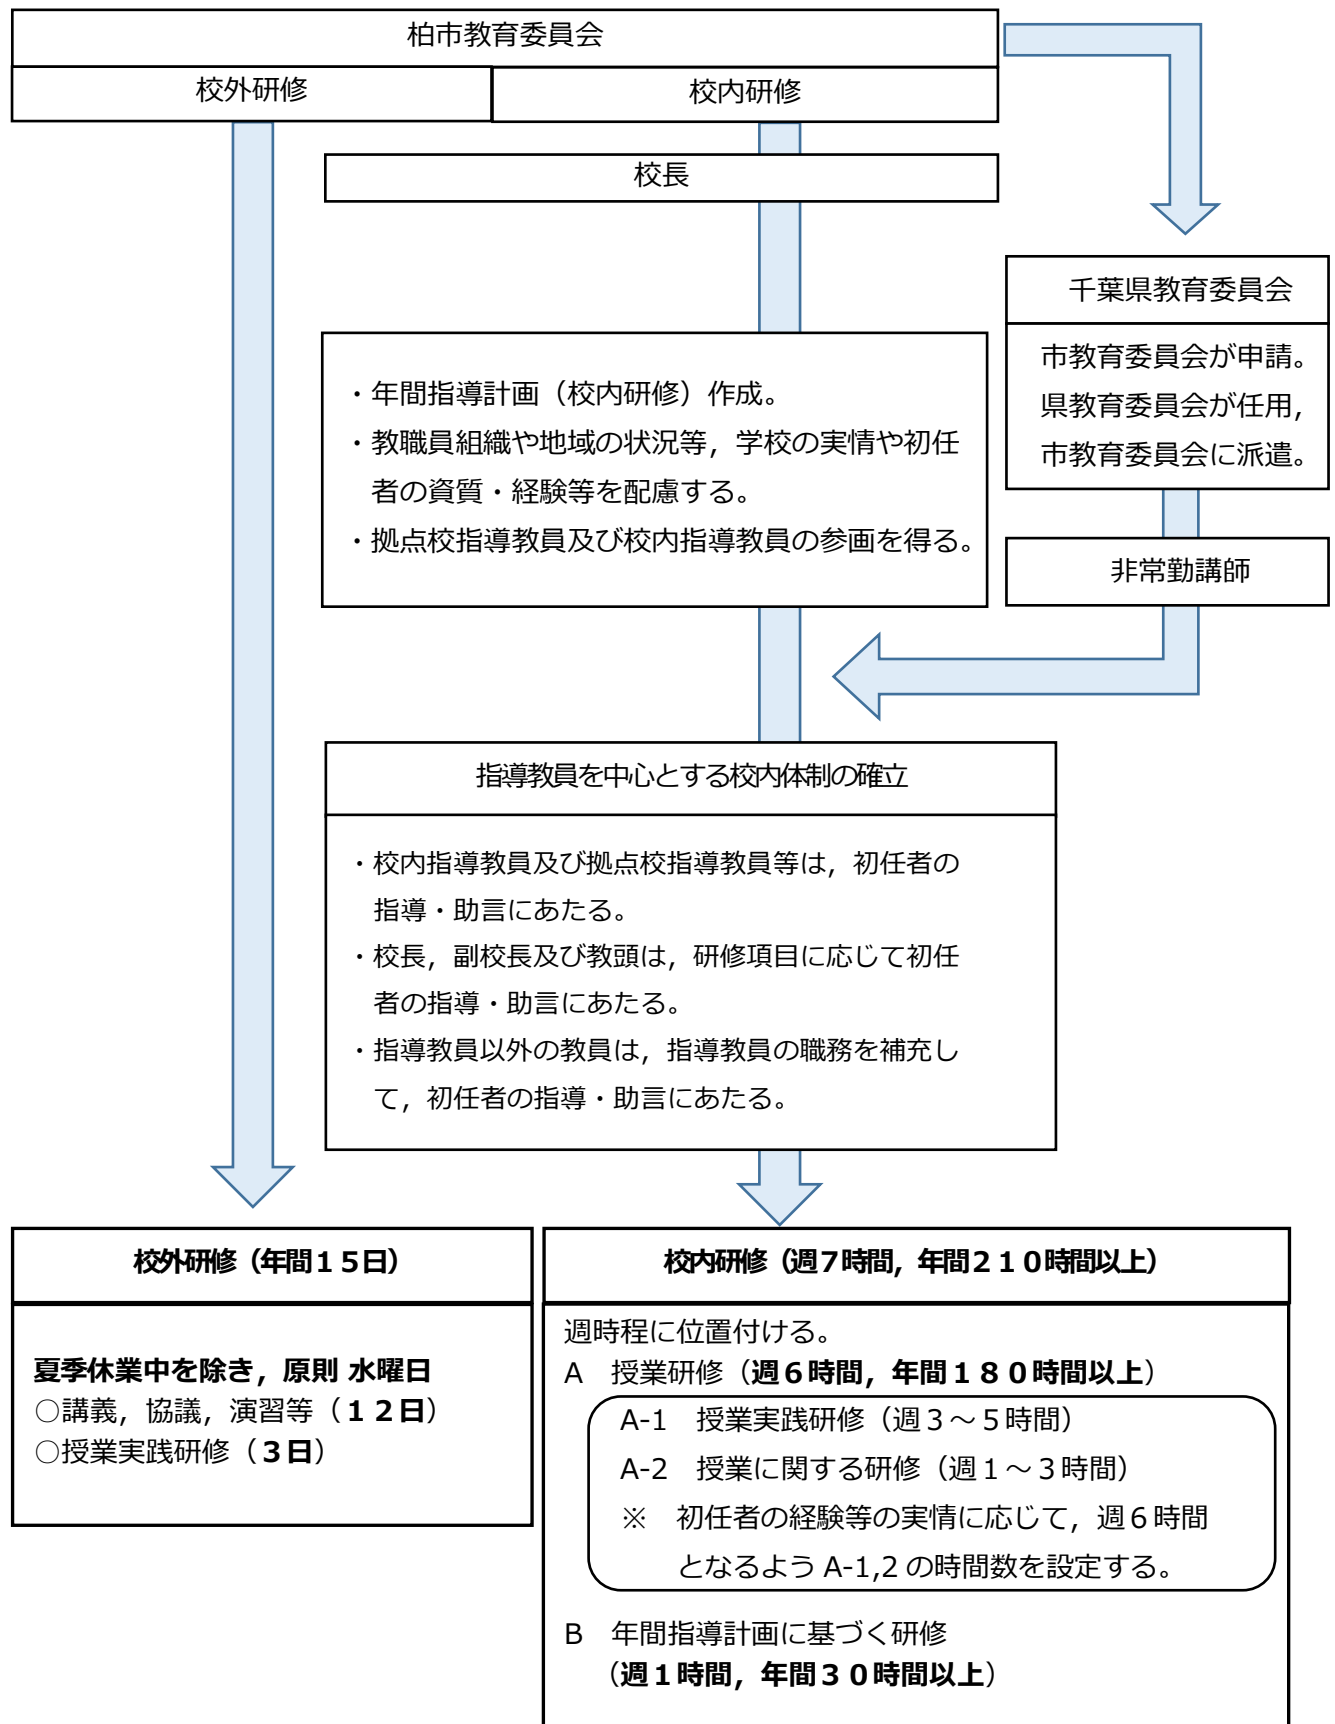 柏市教育委員会
校外研修
校内研修
校長
千葉県教育委員会
市教育委員会が申請。
県教育委員会が任用，
市教育委員会に派遣。
・年間指導計画（校内研修）作成。
・教職員組織や地域の状況等，学校の実情や初任
者の資質・経験等を配慮する。
・拠点校指導教員及び校内指導教員の参画を得る。
非常勤講師
指導教員を中心とする校内体制の確立
・校内指導教員及び拠点校指導教員等は，初任者の
指導・助言にあたる。
・校長，副校長及び教頭は，研修項目に応じて初任
者の指導・助言にあたる。
・指導教員以外の教員は，指導教員の職務を補充し
て，初任者の指導・助言にあたる。
校外研修（年間１５日）
夏季休業中を除き，原則 水曜日
○講義，協議，演習等（１２日）
○授業実践研修（３日）
校内研修（週７時間，年間２１０時間以上）
週時程に位置付ける。
A　授業研修（週６時間，年間１８０時間以上）
A-1　授業実践研修（週３～５時間）
A-2　授業に関する研修（週１～３時間）
※　初任者の経験等の実情に応じて，週６時間
となるよう A-1,2 の時間数を設定する。
B　年間指導計画に基づく研修
（週１時間，年間３０時間以上）